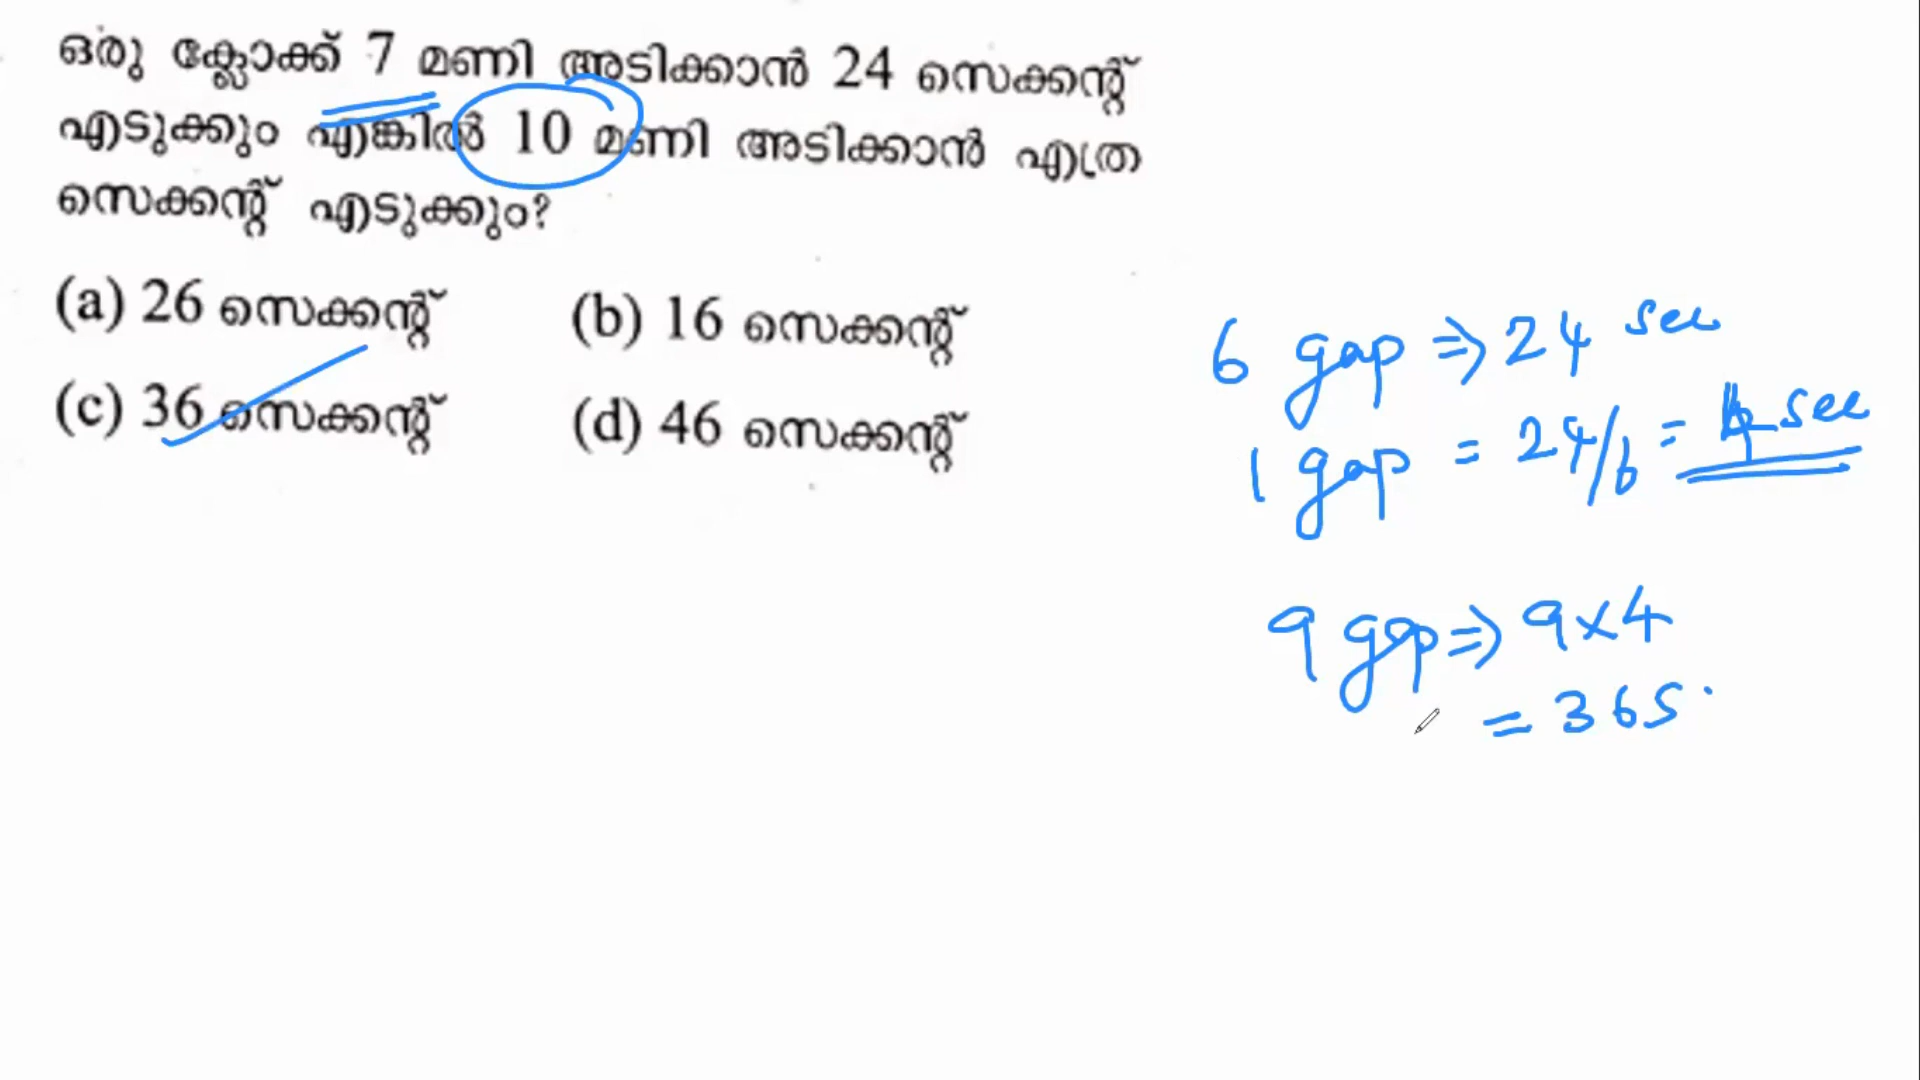 ഒരു ക്ലോക്ക് 7 മണി അടിക്കാൻ 24 സെക്കന്റ്
എടുക്കും എങ്കിൽ 10 മണി അടിക്കാൻ എത്ര
സെക്കന്റ് എടുക്കും?
(a) 26 സെക്കന്റ് (b) 16 സെക്കന്റ്
(c) 36 സെക്കന്റ് (d) 46 സെക്കന്റ്
6 gap ⇒ 24 sec
1 gap = 24/6 = 4 sec
9 gap ⇒ 9×4
= 36s.